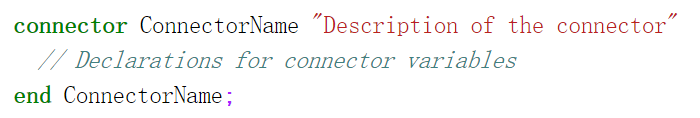 connector ConnectorName "Description of the connector"
  // Declarations for connector variables
end ConnectorName;